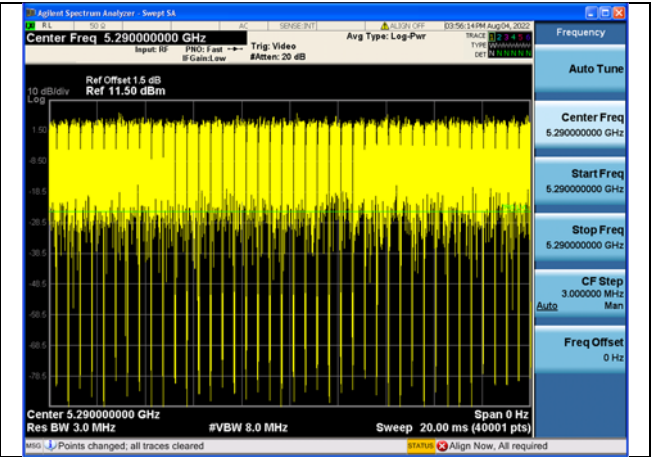 Agilent Spectrum Analyzer - Swept SA
RL 50 Ω AC SENSE:INT ALIGN OFF 03:56:14 PM Aug 04, 2022
Center Freq 5.290000000 GHz
Input: RF PNO: Fast Trig: Video Avg Type: Log-Pwr TRACE 1 2 3 4 5 6
IFGain:Low #Atten: 20 dB TYPE
DET N N N N N N
Ref Offset 1.5 dB
10 dB/div Ref 11.50 dBm
Log
1.50
-8.50
-18.5
-28.5
-38.5
-48.5
-58.5
-68.5
-78.5
Center 5.290000000 GHz Span 0 Hz
Res BW 3.0 MHz #VBW 8.0 MHz Sweep 20.00 ms (40001 pts)
MSG Points changed; all traces cleared STATUS Align Now, All required
Frequency
Auto Tune
Center Freq
5.290000000 GHz
Start Freq
5.290000000 GHz
Stop Freq
5.290000000 GHz
CF Step
3.000000 MHz
Auto Man
Freq Offset
0 Hz